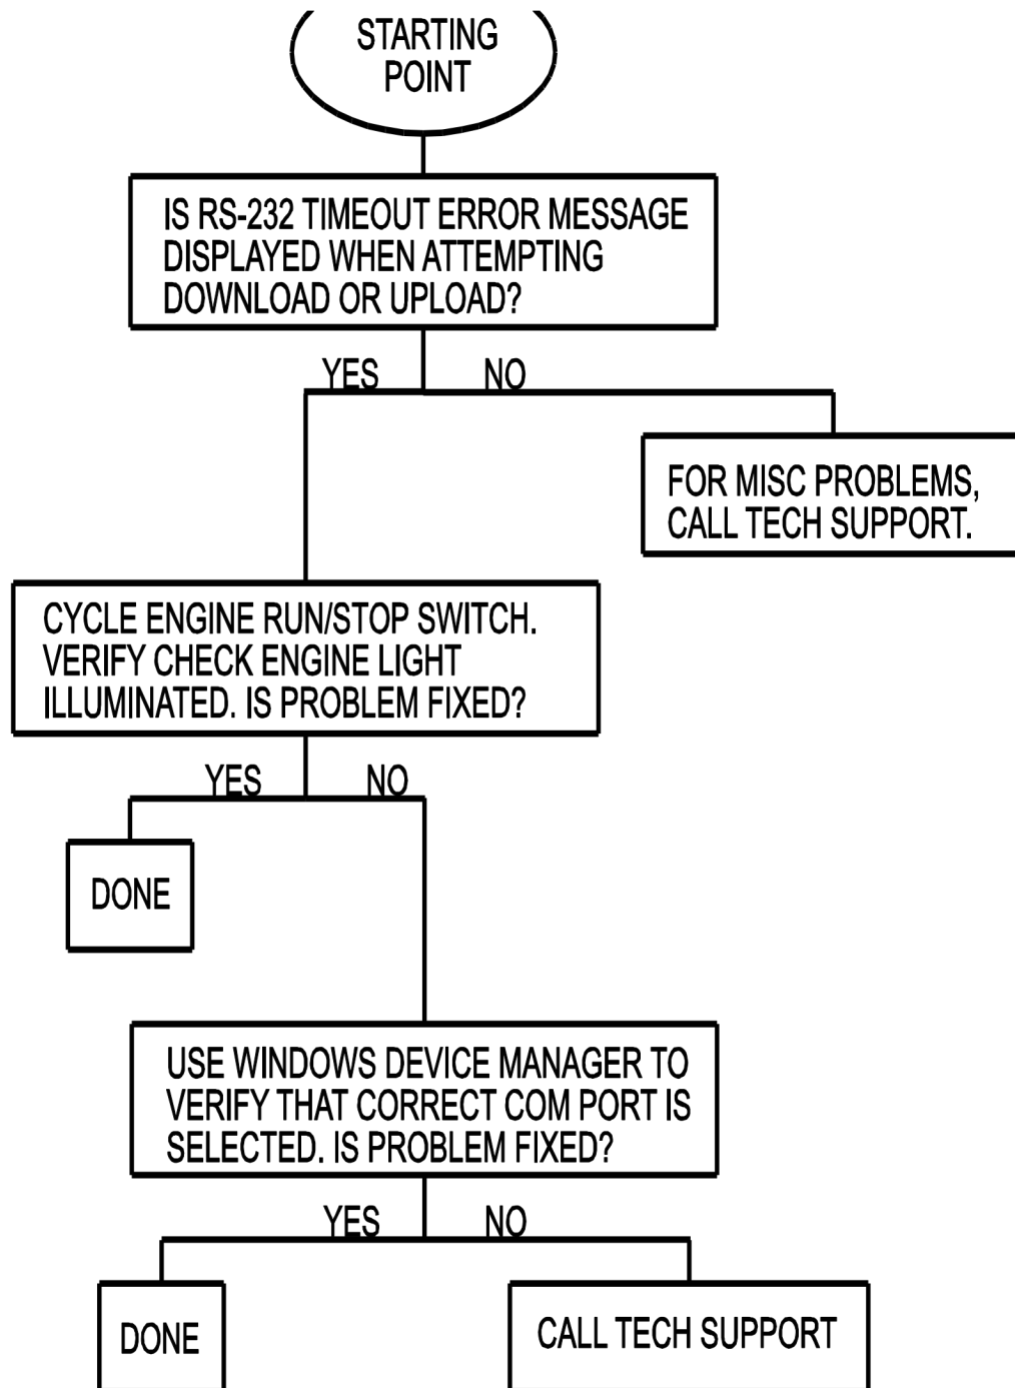 STARTING
POINT
IS RS-232 TIMEOUT ERROR MESSAGE
DISPLAYED WHEN ATTEMPTING
DOWNLOAD OR UPLOAD?
YES
NO
FOR MISC PROBLEMS,
CALL TECH SUPPORT.
CYCLE ENGINE RUN/STOP SWITCH.
VERIFY CHECK ENGINE LIGHT
ILLUMINATED. IS PROBLEM FIXED?
YES
NO
DONE
USE WINDOWS DEVICE MANAGER TO
VERIFY THAT CORRECT COM PORT IS
SELECTED. IS PROBLEM FIXED?
YES
NO
DONE
CALL TECH SUPPORT